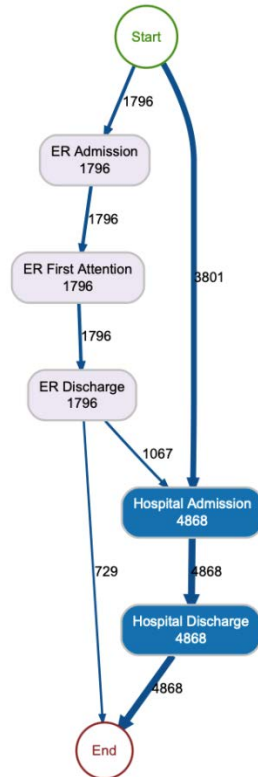 Start
1796
ER Admission
1796
1796
ER First Attention
1796
3801
1796
ER Discharge
1796
1067
Hospital Admission
4868
729
4868
Hospital Discharge
4868
4868
End